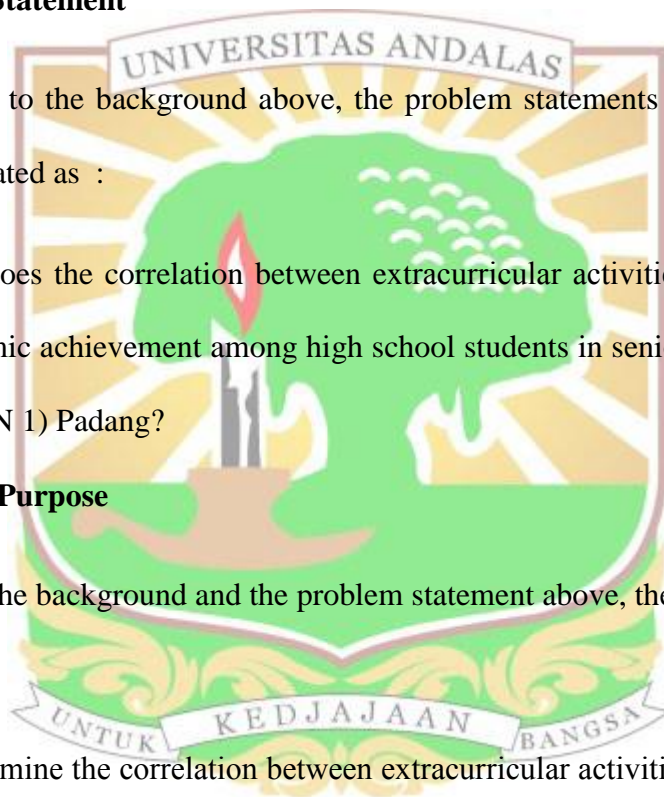 Statement
UNIVERSITAS ANDALAS
to the background above, the problem statements
ated as :
oes the correlation between extracurricular activitie
nic achievement among high school students in seni
N 1) Padang?
Purpose
he background and the problem statement above, the
UNTUK KEDJAJAAN BANGSA
mine the correlation between extracurricular activiti